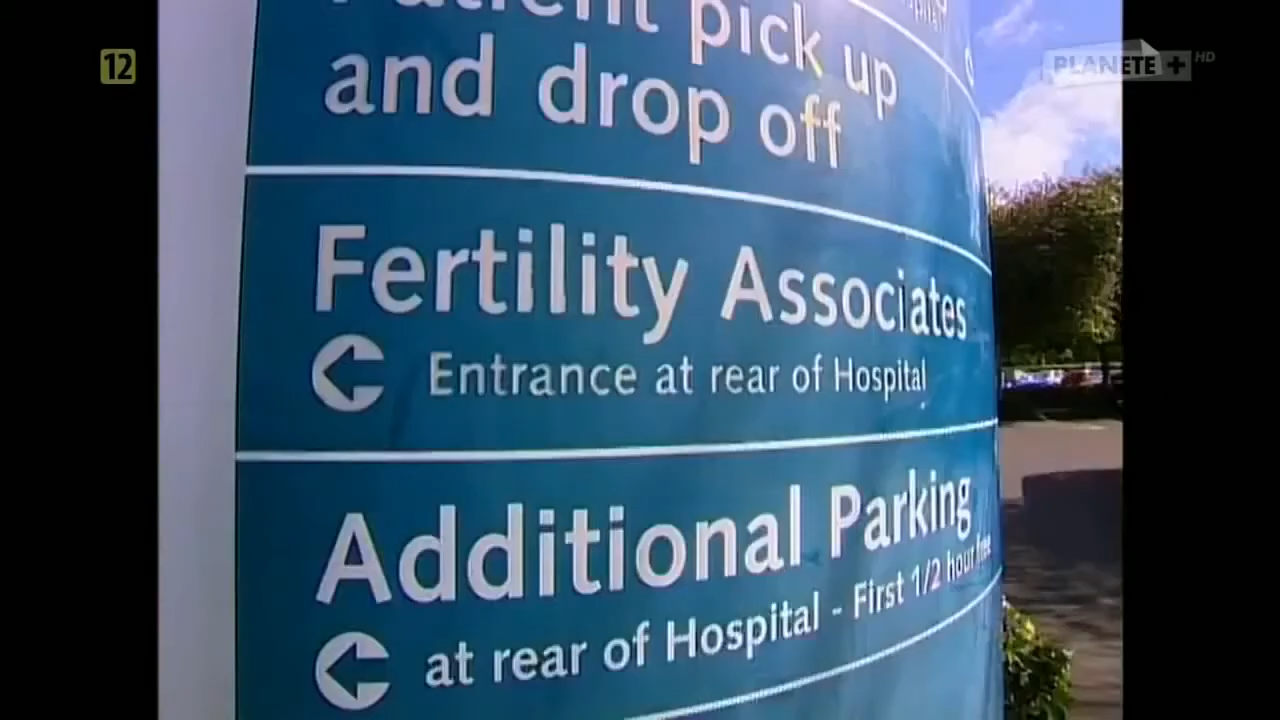 Patient pick up
and drop off
Fertility Associates
Entrance at rear of Hospital
Additional Parking
at rear of Hospital - First 1/2 hour free
12
PLANETE + HD